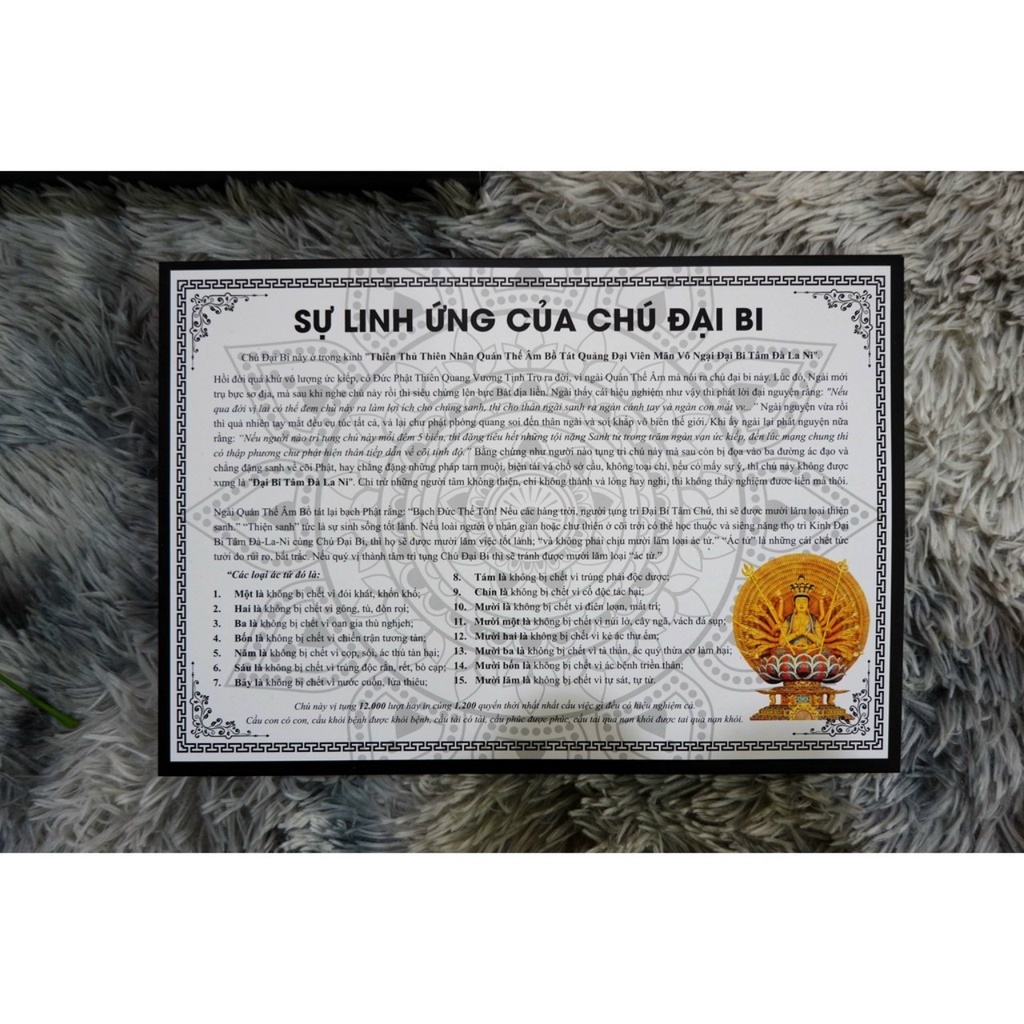 SỰ LINH ỨNG CỦA CHÚ ĐẠI BI
Chú Đại Bi này ở trong kinh "Thiên Thủ Thiên Nhãn Quán Thế Âm Bồ Tát Quảng Đại Viên Mãn Vô Ngại Đại Bi Tâm Đà La Ni".
Hồi đời quá khứ vô lượng ức kiếp, có Đức Phật Thiên Quang Vương Tịnh Trụ ra đời, vì ngài Quán Thế Âm mà nói ra chú đại bi này. Lúc đó, Ngài mới
trụ bực sơ địa, mà sau khi nghe chú này rồi thì siêu chứng lên bực Bát địa liền. Ngài thấy cái hiệu nghiệm như vậy thì phát lời đại nguyện rằng: "Nếu
qua đời vị lai có thể đem chú này ra làm lợi ích cho chúng sanh, thì cho thân ngài sanh ra ngàn cánh tay và ngàn con mắt vv..." Ngài nguyện vừa rồi
thì quả nhiên tay mắt đều cụ túc tất cả, và lại chư phật phóng quang soi đến thân ngài và soi khắp vô biên thế giới. Khi ấy ngài lại phát nguyện nữa
rằng: "Nếu người nào trì tụng chú này mỗi đêm 5 biến, thì đặng tiêu hết những tội nặng Sanh tử trong trăm ngàn vạn ức kiếp, đến lúc mạng chung thì
có thập phương chư phật hiện thân tiếp dẫn về cõi tịnh độ." Bằng chừng như người nào tụng trì chú này mà sau còn bị đọa vào ba đường ác đạo và
chẳng đặng sanh về cõi Phật, hay chẳng đặng những pháp tam muội, biện tài và chỗ sở cầu, không toại chí, nếu có mấy sự ý, thì chú này không được
xưng là "Đại Bi Tâm Đà La Ni". Chỉ trừ những người tâm không thiện, chí không thành và lòng hay nghi, thì không thấy nghiệm được liền mà thôi.
Ngài Quán Thế Âm Bồ tát lại bạch Phật rằng: "Bạch Đức Thế Tôn! Nếu các hàng trời, người tụng trì Đại Bi Tâm Chú, thì sẽ được mười lăm loại thiện
sanh." "Thiện sanh" tức là sự sinh sống tốt lành. Nếu loài người ở nhân gian hoặc chư thiên ở cõi trời có thể học thuộc và siêng năng thọ trì Kinh Đại
Bi Tâm Đà-La-Ni cùng Chú Đại Bi, thì họ sẽ được mười lăm việc tốt lành; "và không phải chịu mười lăm loại ác tử." "Ác tử" là những cái chết tức
tưởi do rủi ro, bất trắc. Nếu quý vị thành tâm trì tụng Chú Đại Bi thì sẽ tránh được mười lăm loại "ác tử."
"Các loại ác tử đó là:
1. Một là không bị chết vì đói khát, khốn khổ;
2. Hai là không bị chết vì gông, tù, đòn roi;
3. Ba là không bị chết vì oan gia thù nghịch;
4. Bốn là không bị chết vì chiến trận tương tàn;
5. Năm là không bị chết vì cọp, sói, ác thú tàn hại;
6. Sáu là không bị chết vì trúng độc rắn, rết, bò cạp;
7. Bảy là không bị chết vì nước cuốn, lửa thiêu;
8. Tám là không bị chết vì trúng phải độc dược;
9. Chín là không bị chết vì cổ độc tác hại;
10. Mười là không bị chết vì điên loạn, mất trí;
11. Mười một là không bị chết vì núi lở, cây ngã, vách đá sụp;
12. Mười hai là không bị chết vì kẻ ác thư ếm;
13. Mười ba là không bị chết vì tà thần, ác quỷ thừa cơ làm hại;
14. Mười bốn là không bị chết vì ác bệnh triền thân;
15. Mười lăm là không bị chết vì tự sát, tự tử.
Chú này vị tụng 12.000 lượt hay in cúng 1.200 quyển thời nhất nhất cầu việc gì đều có hiệu nghiệm cả.
Cầu con có con, cầu khỏi bệnh được khỏi bệnh, cầu tài có tài, cầu phúc được phúc, cầu tai qua nạn khỏi được tai qua nạn khỏi.